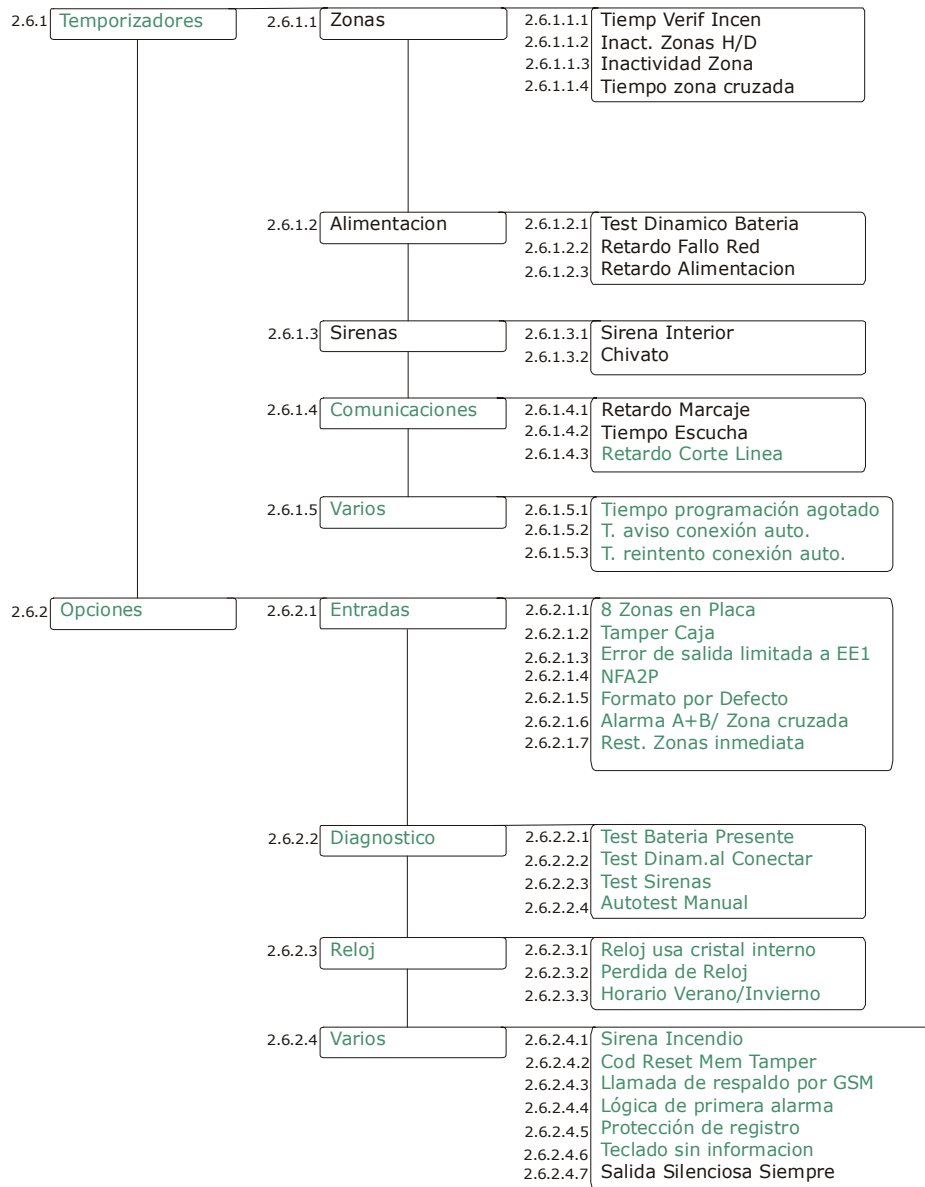 2.6.1 Temporizadores 2.6.1.1 Zonas 2.6.1.1.1 Tiemp Verif Incen
2.6.1.1.2 Inact. Zonas H/D
2.6.1.1.3 Inactividad Zona
2.6.1.1.4 Tiempo zona cruzada
2.6.1.2 Alimentacion 2.6.1.2.1 Test Dinamico Bateria
2.6.1.2.2 Retardo Fallo Red
2.6.1.2.3 Retardo Alimentacion
2.6.1.3 Sirenas 2.6.1.3.1 Sirena Interior
2.6.1.3.2 Chivato
2.6.1.4 Comunicaciones 2.6.1.4.1 Retardo Marcaje
2.6.1.4.2 Tiempo Escucha
2.6.1.4.3 Retardo Corte Linea
2.6.1.5 Varios 2.6.1.5.1 Tiempo programación agotado
2.6.1.5.2 T. aviso conexión auto.
2.6.1.5.3 T. reintento conexión auto.
2.6.2 Opciones 2.6.2.1 Entradas 2.6.2.1.1 8 Zonas en Placa
2.6.2.1.2 Tamper Caja
2.6.2.1.3 Error de salida limitada a EE1
2.6.2.1.4 NFA2P
2.6.2.1.5 Formato por Defecto
2.6.2.1.6 Alarma A+B/ Zona cruzada
2.6.2.1.7 Rest. Zonas inmediata
2.6.2.2 Diagnostico 2.6.2.2.1 Test Bateria Presente
2.6.2.2.2 Test Dinam.al Conectar
2.6.2.2.3 Test Sirenas
2.6.2.2.4 Autotest Manual
2.6.2.3 Reloj 2.6.2.3.1 Reloj usa cristal interno
2.6.2.3.2 Perdida de Reloj
2.6.2.3.3 Horario Verano/Invierno
2.6.2.4 Varios 2.6.2.4.1 Sirena Incendio
2.6.2.4.2 Cod Reset Mem Tamper
2.6.2.4.3 Llamada de respaldo por GSM
2.6.2.4.4 Lógica de primera alarma
2.6.2.4.5 Protección de registro
2.6.2.4.6 Teclado sin informacion
2.6.2.4.7 Salida Silenciosa Siempre